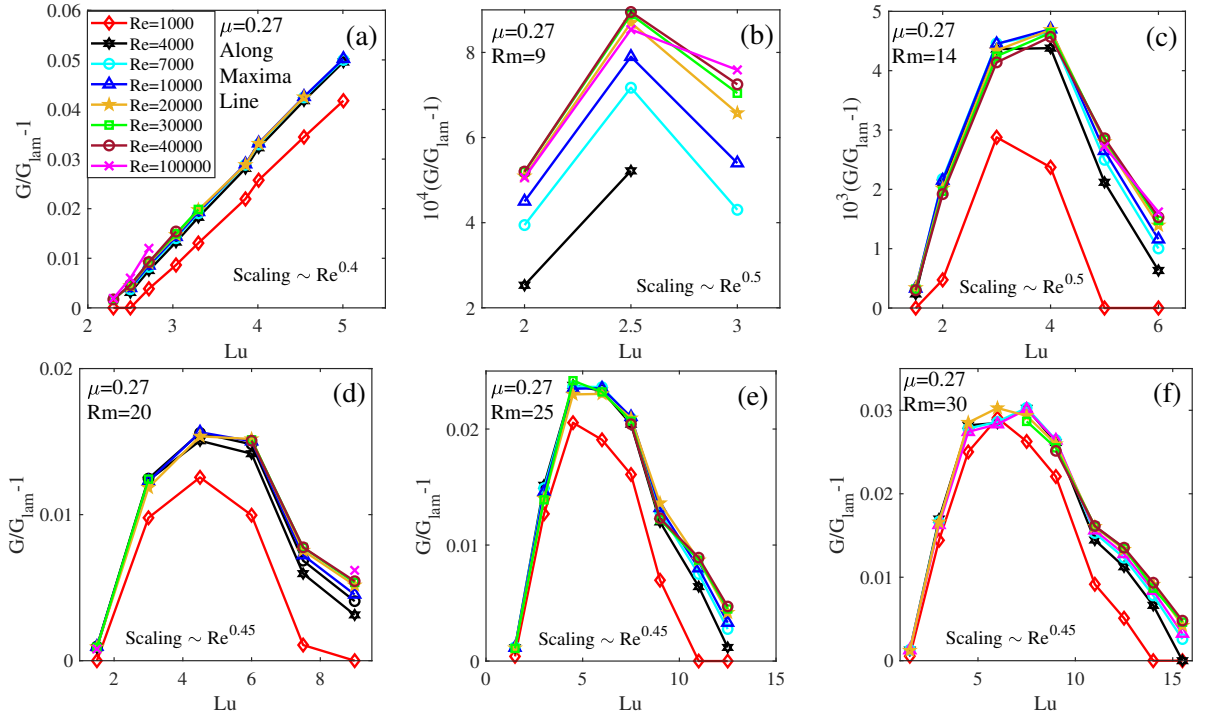 0.06
0.05
0.04
0.03
0.02
0.01
0
G/G_lam-1
Re=1000
Re=4000
Re=7000
Re=10000
Re=20000
Re=30000
Re=40000
Re=100000
μ=0.27
Along
Maxima
Line
(a)
Scaling ~ Re^0.4
2 3 4 5
Lu
8
6
4
2
10^4(G/G_lam-1)
μ=0.27
Rm=9
(b)
Scaling ~ Re^0.5
2 2.5 3
Lu
5
4
3
2
1
0
10^3(G/G_lam-1)
μ=0.27
Rm=14
(c)
Scaling ~ Re^0.5
2 4 6
Lu
0.02
0.01
0
G/G_lam-1
μ=0.27
Rm=20
(d)
Scaling ~ Re^0.45
2 4 6 8
Lu
0.02
0.01
0
G/G_lam-1
μ=0.27
Rm=25
(e)
Scaling ~ Re^0.45
0 5 10 15
Lu
0.03
0.02
0.01
0
G/G_lam-1
μ=0.27
Rm=30
(f)
Scaling ~ Re^0.45
5 10 15
Lu